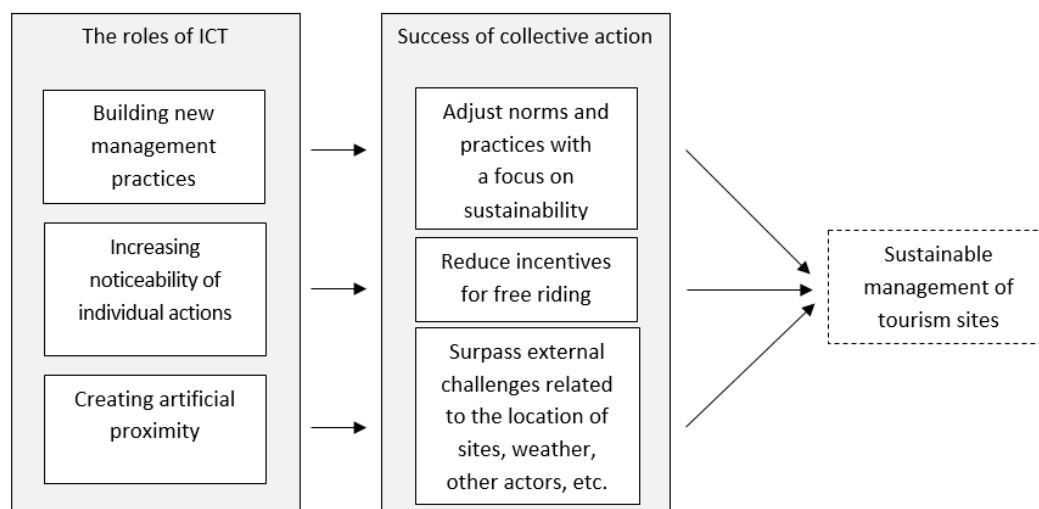 The roles of ICT
Building new
management
practices
Increasing
noticeability of
individual actions
Creating artificial
proximity
Success of collective action
Adjust norms and
practices with
a focus on
sustainability
Reduce incentives
for free riding
Surpass external
challenges related
to the location of
sites, weather,
other actors, etc.
Sustainable
management of
tourism sites